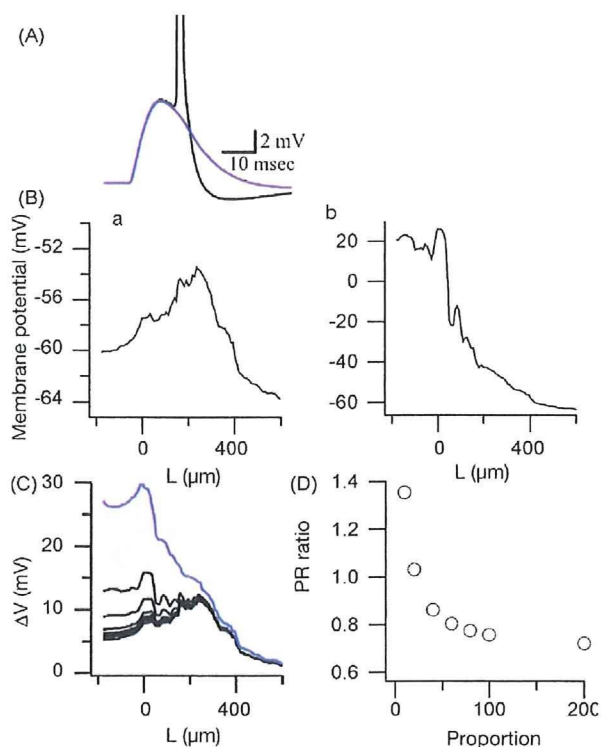 (A)
2 mV
10 msec
(B)
a
b
Membrane potential (mV)
-52
-56
-60
-64
0
400
L (µm)
20
0
-20
-40
-60
0
400
L (µm)
(C)
ΔV (mV)
30
20
10
0
0
400
L (µm)
(D)
PR ratio
1.4
1.2
1.0
0.8
0.6
0
100
200
Proportion